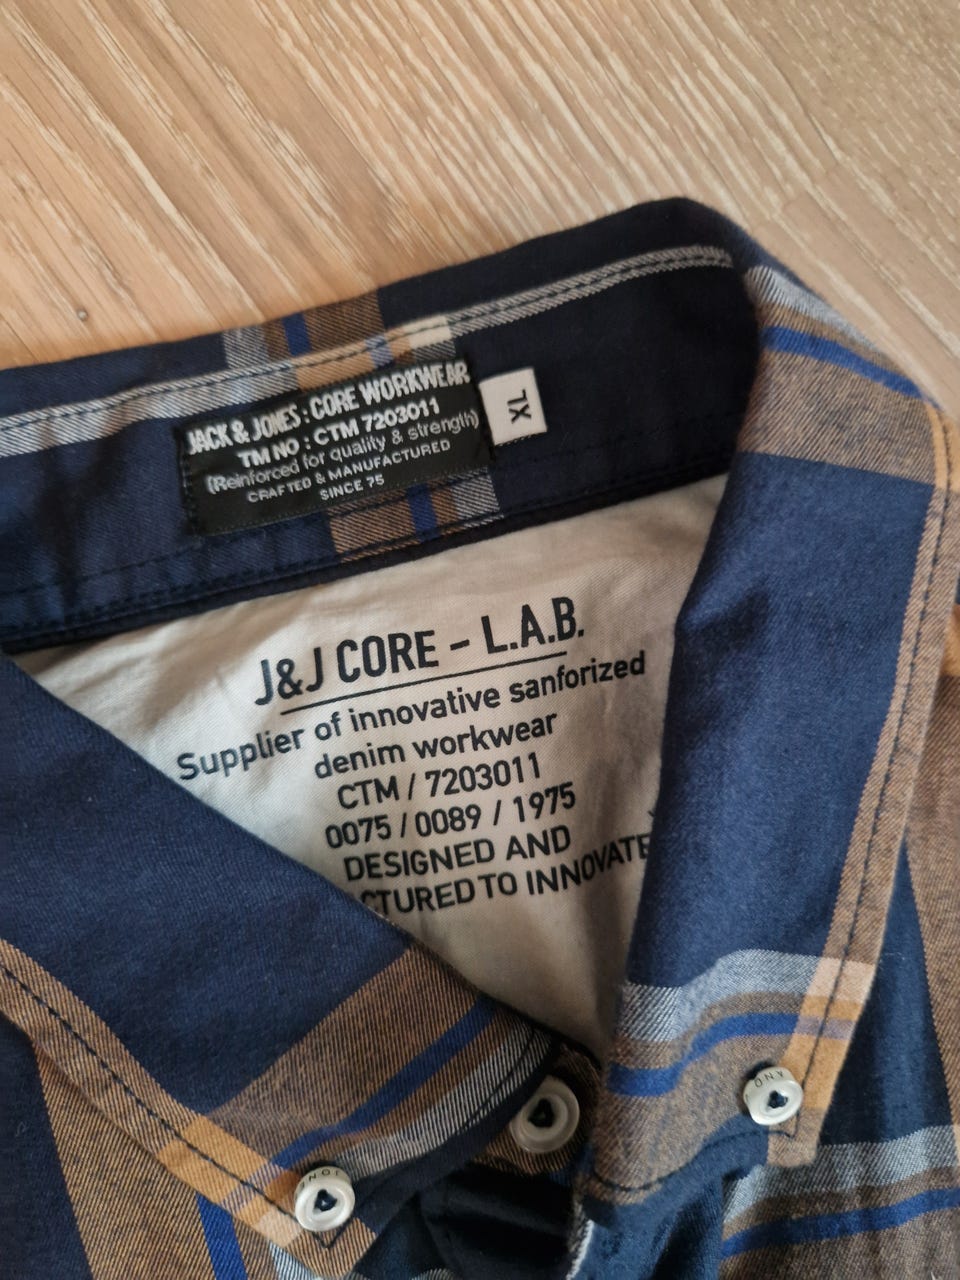 JACK & JONES : CORE WORKWEAR
TM NO : CTM 7203011
(Reinforced for quality & strength)
CRAFTED & MANUFACTURED
SINCE 75
XL
J&J CORE - L.A.B.
Supplier of innovative sanforized
denim workwear
CTM / 7203011
0075 / 0089 / 1975
DESIGNED AND
CTURED TO INNOVATE